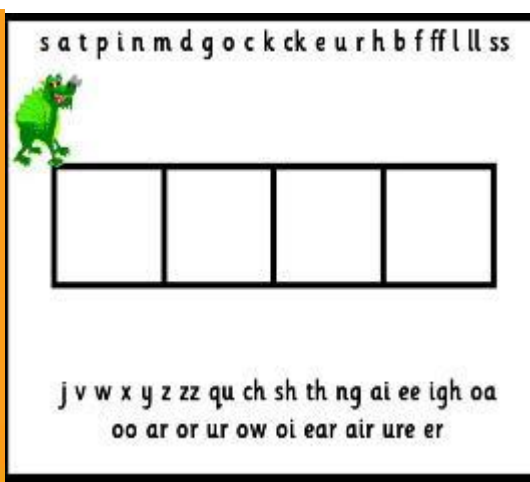 s a t p i n m d g o c k ck e u r h b f ff l ll ss
j v w x y z zz qu ch sh th ng ai ee igh oa
oo ar or ur ow oi ear air ure er